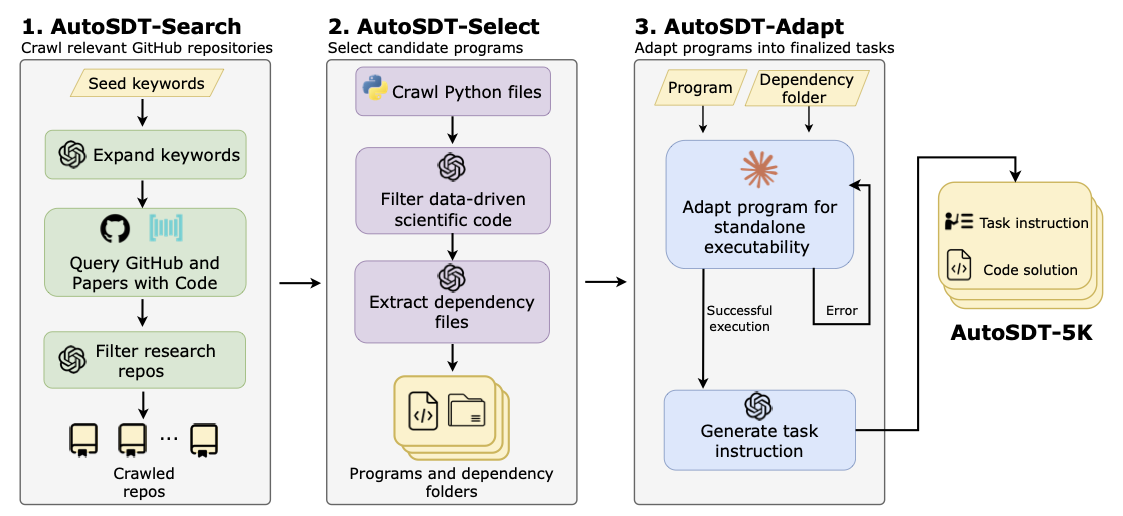 1. AutoSDT-Search
Crawl relevant GitHub repositories
Seed keywords
Expand keywords
Query GitHub and
Papers with Code
Filter research
repos
...
Crawled
repos
2. AutoSDT-Select
Select candidate programs
Crawl Python files
Filter data-driven
scientific code
Extract dependency
files
</>
Programs and dependency
folders
3. AutoSDT-Adapt
Adapt programs into finalized tasks
Program
Dependency
folder
Adapt program for
standalone
executability
Successful
execution
Error
Generate task
instruction
Task instruction
</> Code solution
AutoSDT-5K